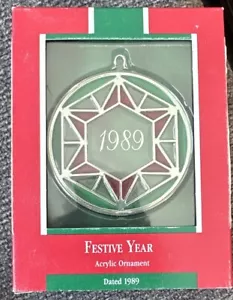 1989
FESTIVE YEAR
Acrylic Ornament
Dated 1989